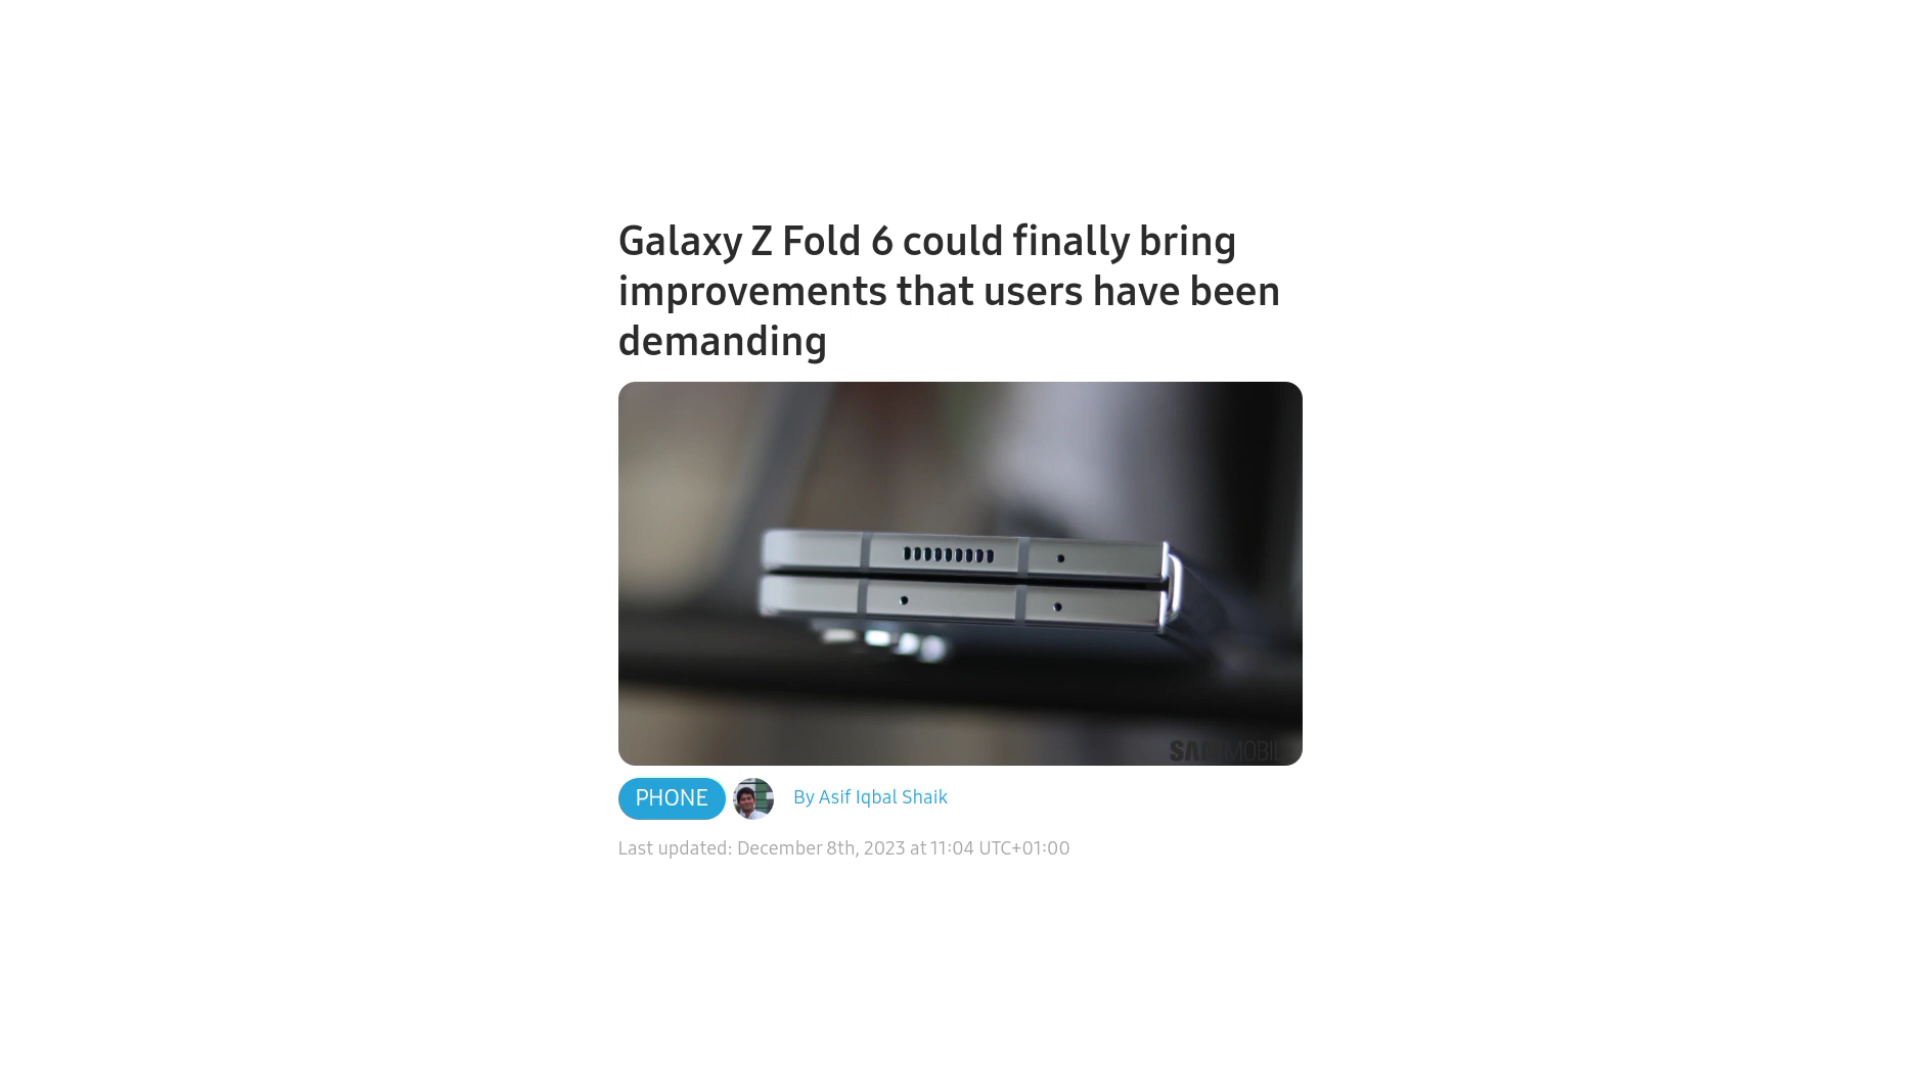 Galaxy Z Fold 6 could finally bring
improvements that users have been
demanding
SAMMOBILE
PHONE
By Asif Iqbal Shaik
Last updated: December 8th, 2023 at 11:04 UTC+01:00